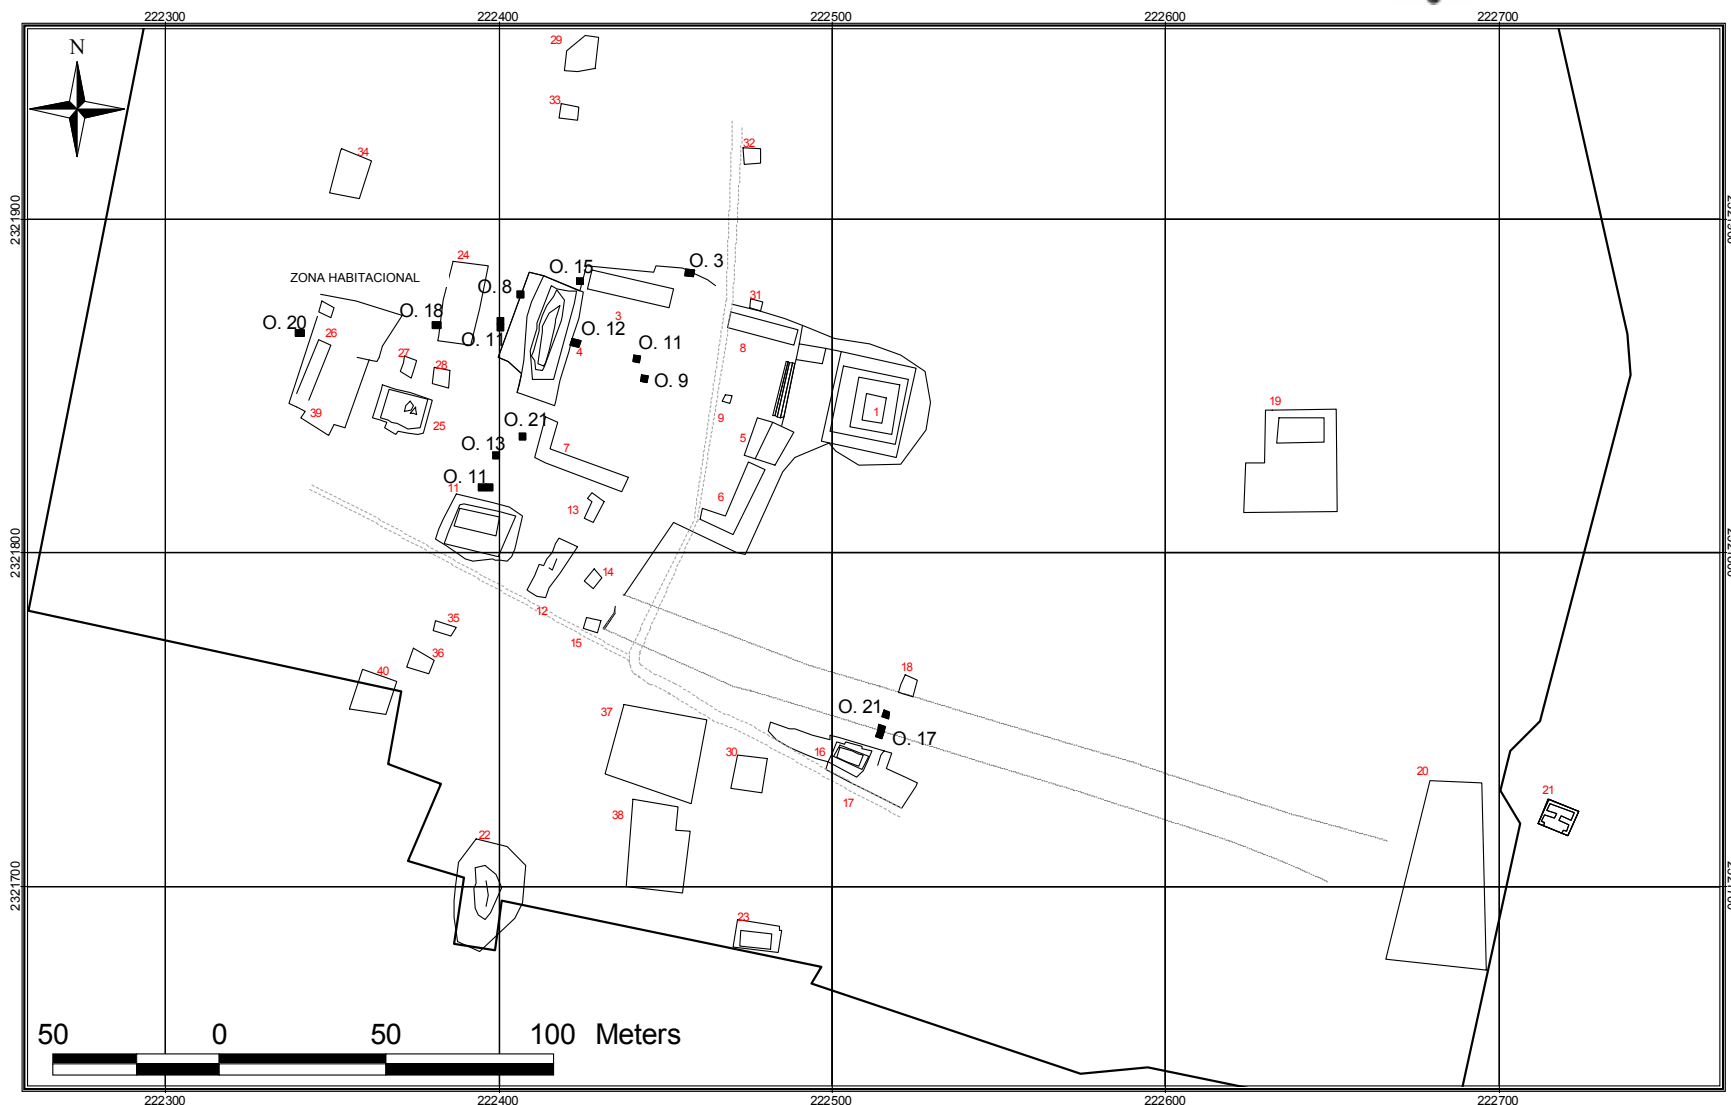 222300 222400 222500 222600 222700
N
29
33
32
34
2321900 2321900
24
ZONA HABITACIONAL
O. 15 O. 3
O. 8
31
O. 18 3
O. 20 O. 11 O. 12 O. 11
26 4 8
27
28 O. 9
9 1 19
39 25
O. 21
O. 13 7 5
O. 11
11 6
13
2321800 2321800
14
12
35 15
36
40 18
37 O. 21
30 16 O. 17
20
38 17 21
22
2321700 2321700
23
50 0 50 100 Meters
222300 222400 222500 222600 222700